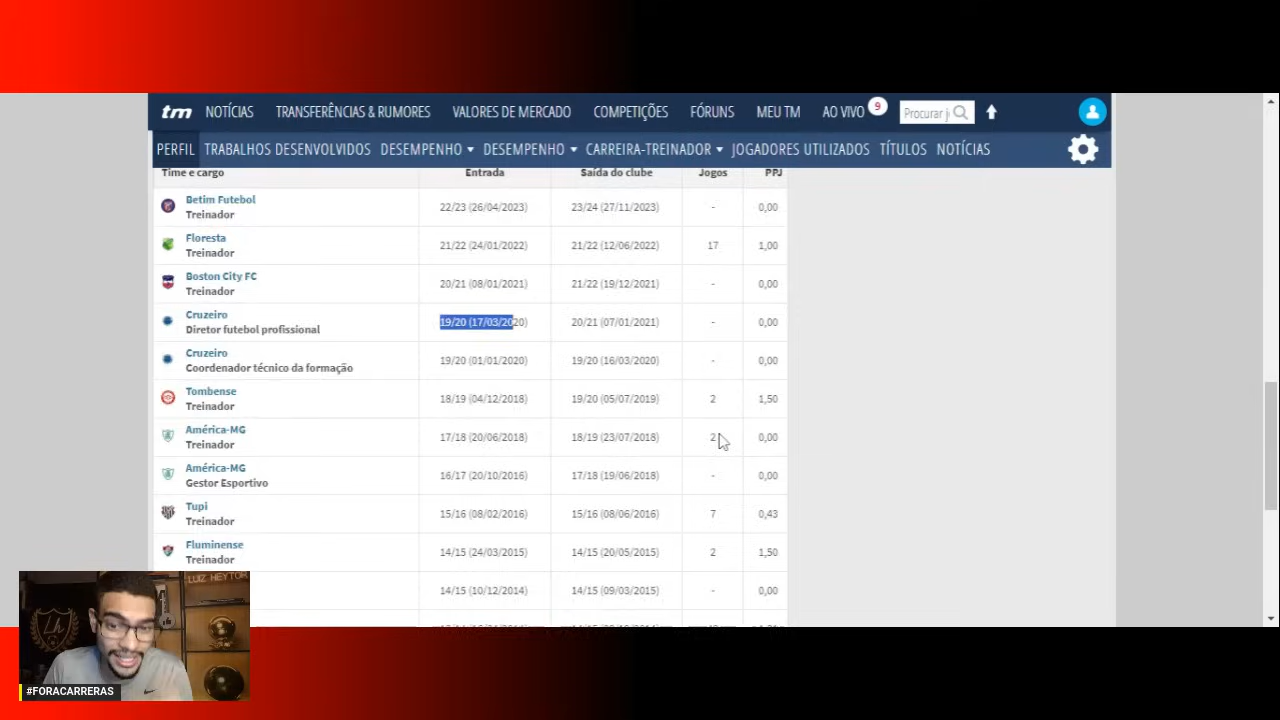 tm NOTÍCIAS TRANSFERÊNCIAS & RUMORES VALORES DE MERCADO COMPETIÇÕES FÓRUNS MEU TM AO VIVO 9 Procurar j
PERFIL TRABALHOS DESENVOLVIDOS DESEMPENHO DESEMPENHO CARREIRA-TREINADOR JOGADORES UTILIZADOS TÍTULOS NOTÍCIAS
Time e cargo Entrada Saída do clube Jogos PPJ
Betim Futebol
Treinador 22/23 (26/04/2023) 23/24 (27/11/2023) - 0,00
Floresta
Treinador 21/22 (24/01/2022) 21/22 (12/06/2022) 17 1,00
Boston City FC
Treinador 20/21 (08/01/2021) 21/22 (19/12/2021) - 0,00
Cruzeiro
Diretor futebol profissional 19/20 (17/03/2020) 20/21 (07/01/2021) - 0,00
Cruzeiro
Coordenador técnico da formação 19/20 (01/01/2020) 19/20 (16/03/2020) - 0,00
Tombense
Treinador 18/19 (04/12/2018) 19/20 (05/07/2019) 2 1,50
América-MG
Treinador 17/18 (20/06/2018) 18/19 (23/07/2018) 2 0,00
América-MG
Gestor Esportivo 16/17 (20/10/2016) 17/18 (19/06/2018) - 0,00
Tupi
Treinador 15/16 (08/02/2016) 15/16 (08/06/2016) 7 0,43
Fluminense
Treinador 14/15 (24/03/2015) 14/15 (20/05/2015) 2 1,50
14/15 (10/12/2014) 14/15 (09/03/2015) - 0,00
LUIZ HEYTOR
Lh
#FORACARRERAS